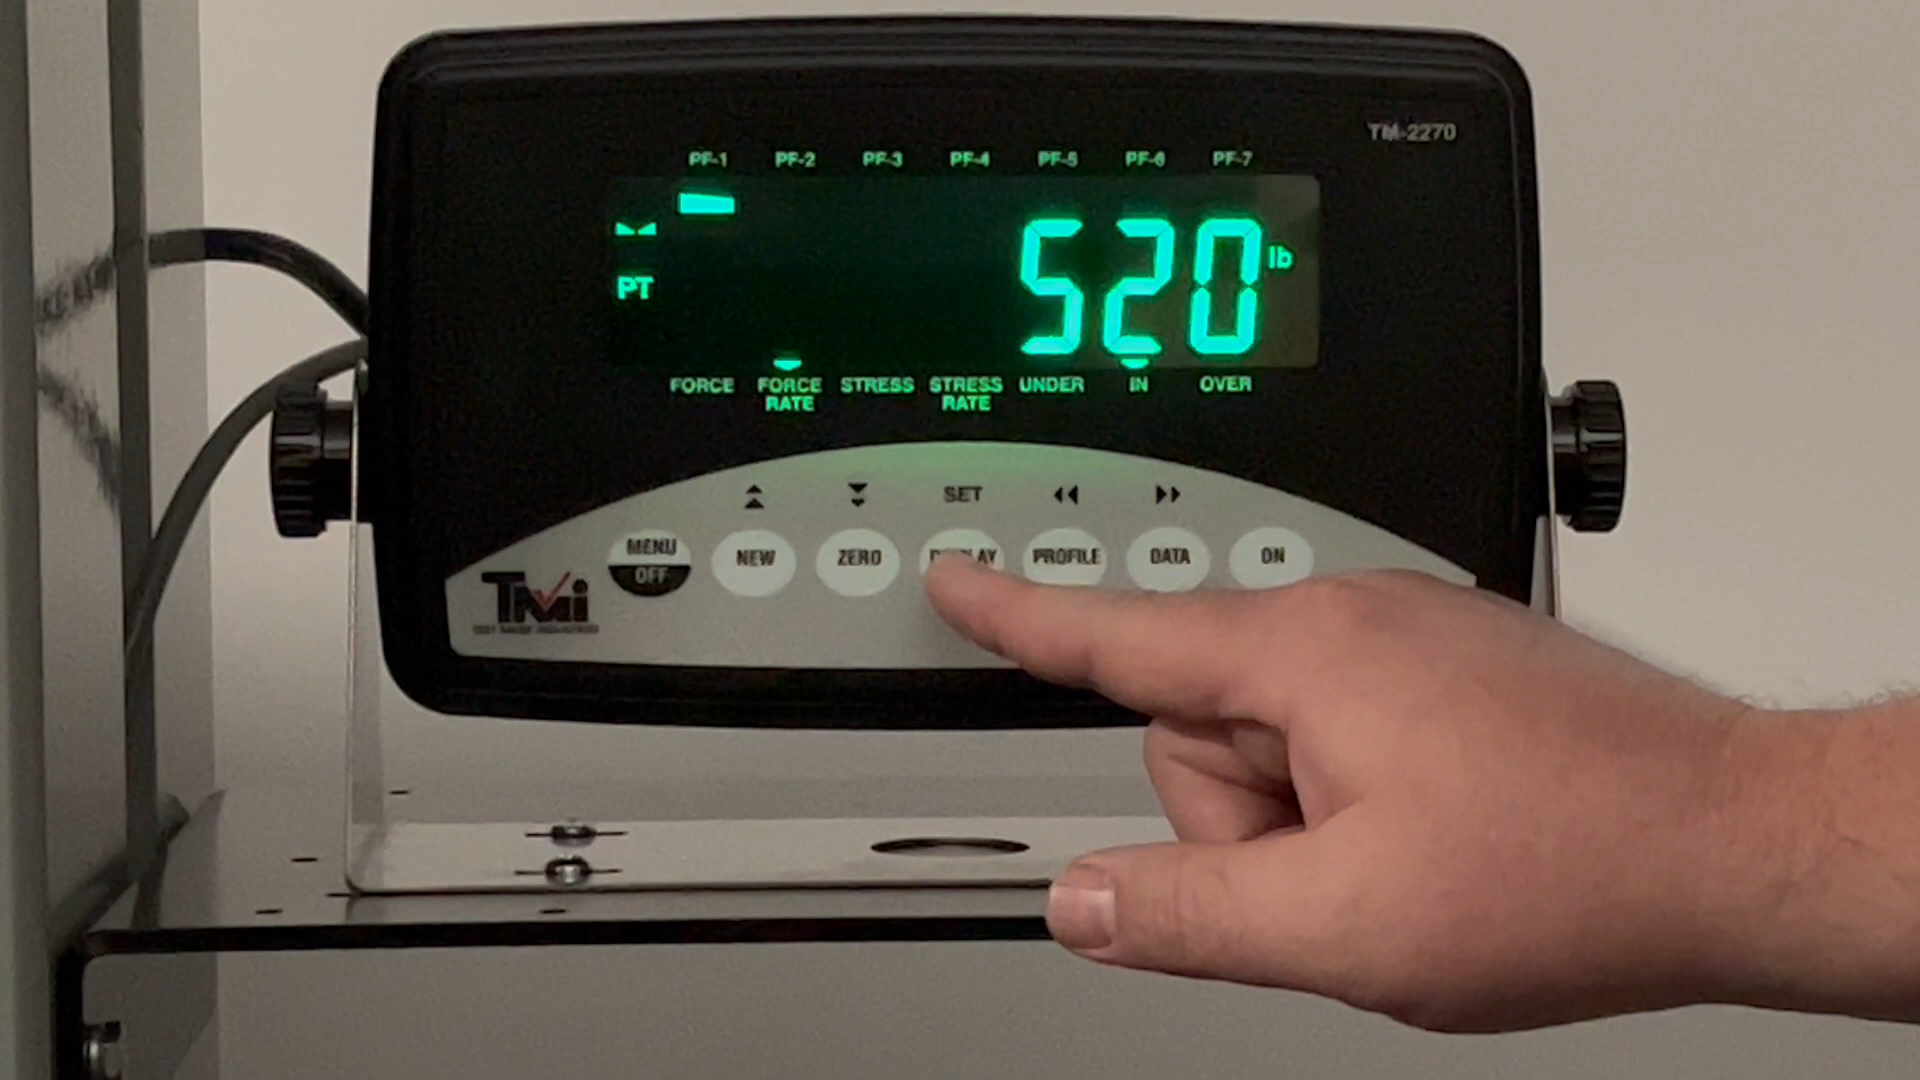 TM-2270
PF-1 PF-2 PF-3 PF-4 PF-5 PF-6 PF-7
520 lb
PT
FORCE FORCE RATE STRESS STRESS RATE UNDER IN OVER
SET
MENU OFF NEW ZERO DISPLAY PROFILE DATA ON
TMi